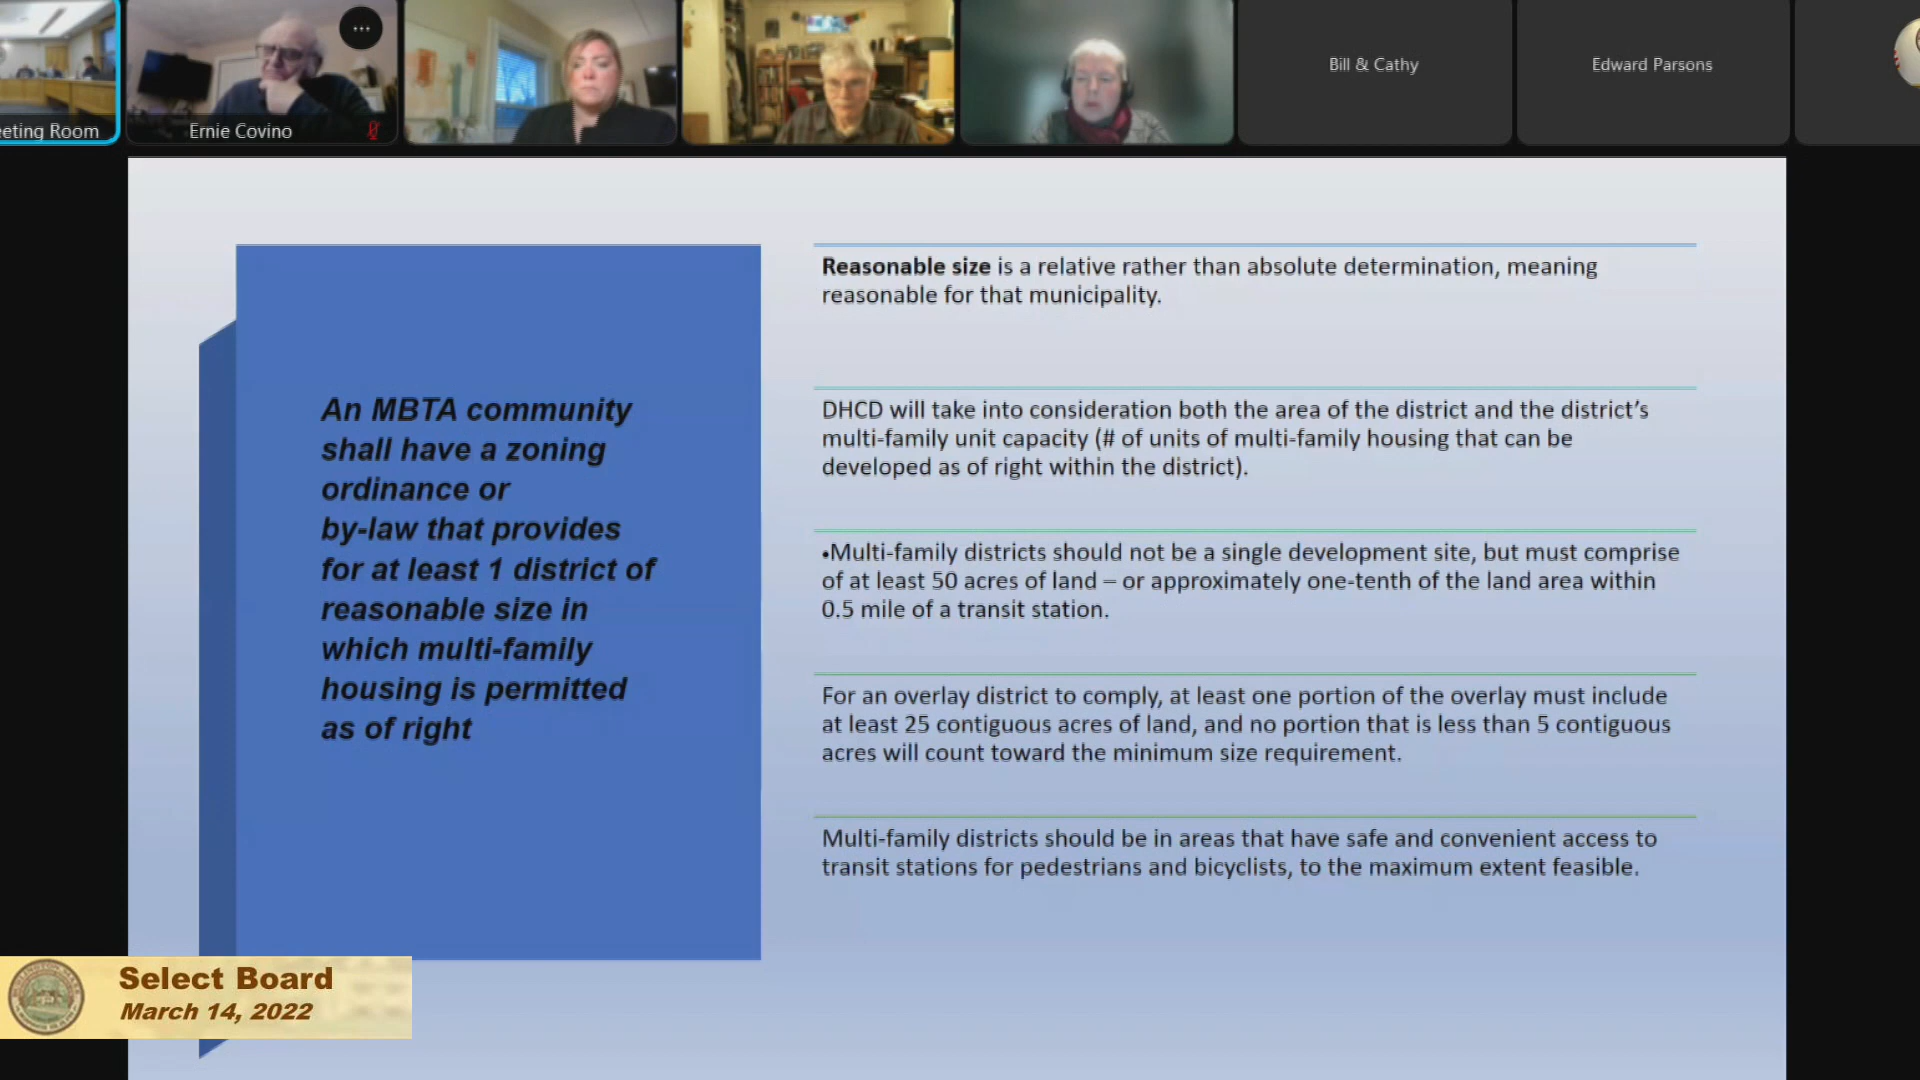 eting Room
Ernie Covino
Bill & Cathy
Edward Parsons
An MBTA community
shall have a zoning
ordinance or
by-law that provides
for at least 1 district of
reasonable size in
which multi-family
housing is permitted
as of right
Reasonable size is a relative rather than absolute determination, meaning
reasonable for that municipality.
DHCD will take into consideration both the area of the district and the district’s
multi-family unit capacity (# of units of multi-family housing that can be
developed as of right within the district).
•Multi-family districts should not be a single development site, but must comprise
of at least 50 acres of land – or approximately one-tenth of the land area within
0.5 mile of a transit station.
For an overlay district to comply, at least one portion of the overlay must include
at least 25 contiguous acres of land, and no portion that is less than 5 contiguous
acres will count toward the minimum size requirement.
Multi-family districts should be in areas that have safe and convenient access to
transit stations for pedestrians and bicyclists, to the maximum extent feasible.
Select Board
March 14, 2022